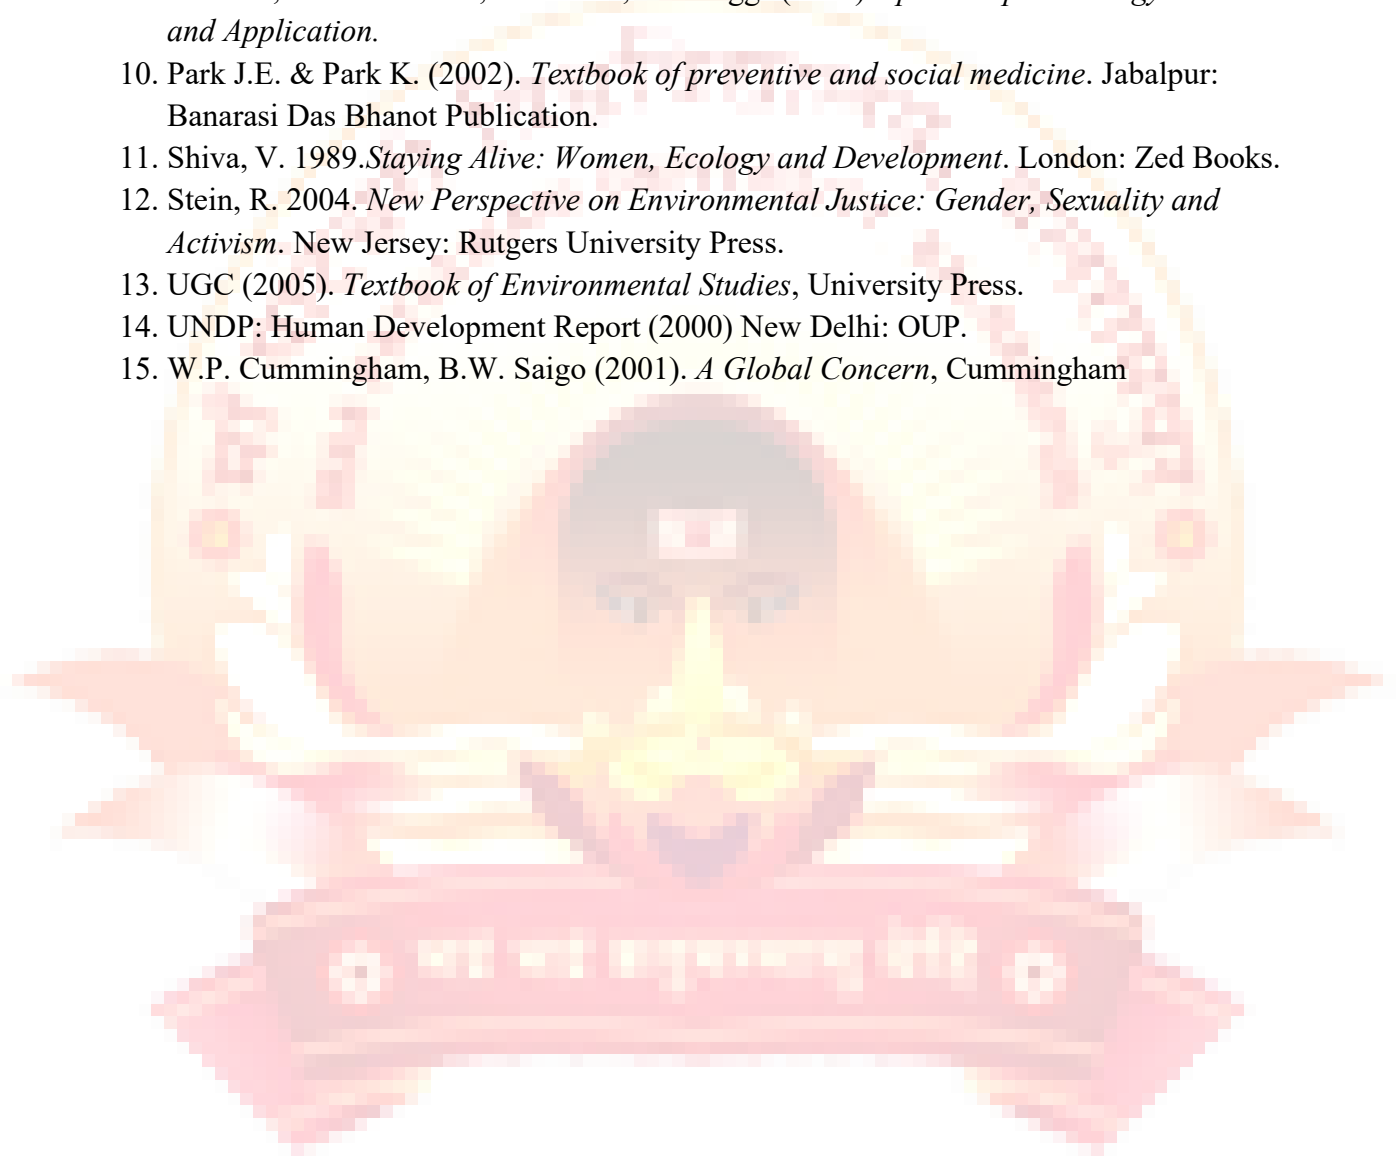 and Application.
10. Park J.E. & Park K. (2002). Textbook of preventive and social medicine. Jabalpur:
Banarasi Das Bhanot Publication.
11. Shiva, V. 1989.Staying Alive: Women, Ecology and Development. London: Zed Books.
12. Stein, R. 2004. New Perspective on Environmental Justice: Gender, Sexuality and
Activism. New Jersey: Rutgers University Press.
13. UGC (2005). Textbook of Environmental Studies, University Press.
14. UNDP: Human Development Report (2000) New Delhi: OUP.
15. W.P. Cummingham, B.W. Saigo (2001). A Global Concern, Cummingham